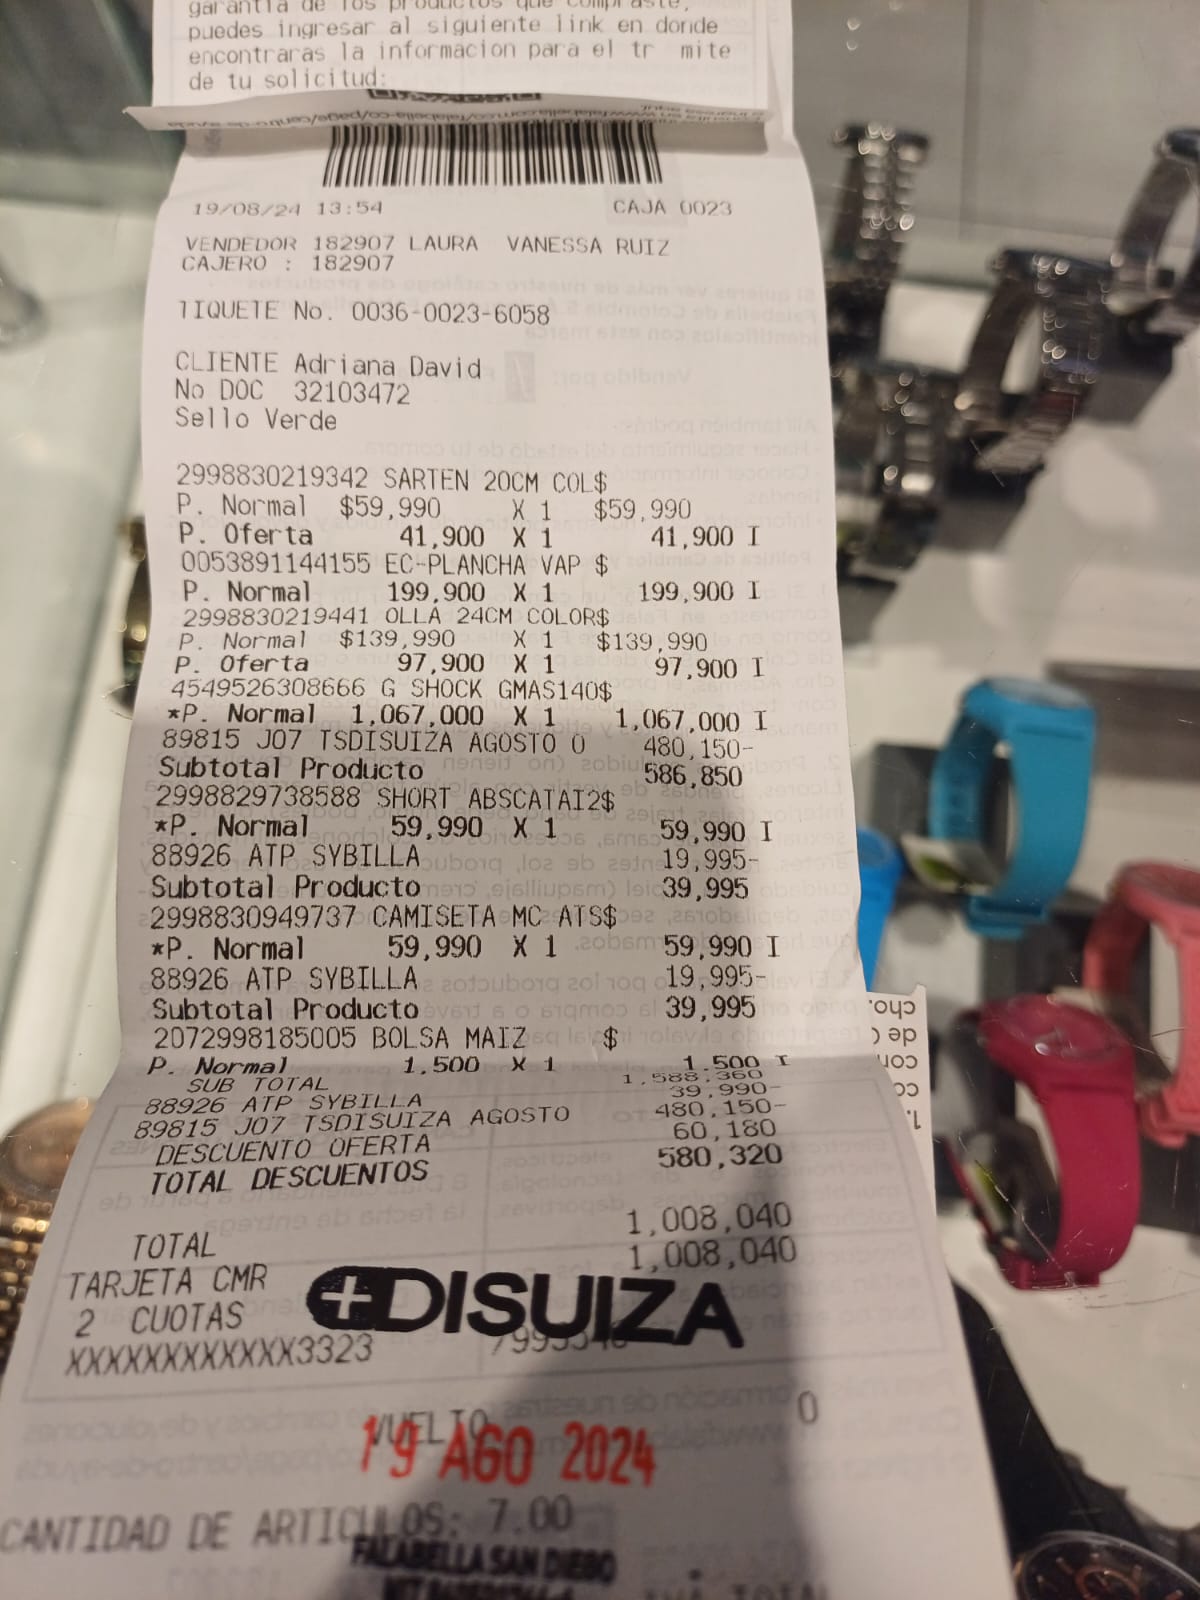 garantia de los productos que compraste,
puedes ingresar al siguiente link en donde
encontraras la informacion para el tr mite
de tu solicitud:
19/08/24 13:54 CAJA 0023
VENDEDOR 182907 LAURA VANESSA RUIZ
CAJERO : 182907
TIQUETE No. 0036-0023-6058
CLIENTE Adriana David
No DOC 32103472
Sello Verde
2998830219342 SARTEN 20CM COL$
P. Normal $59,990 X 1 $59,990
P. Oferta 41,900 X 1 41,900 I
0053891144155 EC-PLANCHA VAP $
P. Normal 199,900 X 1 199,900 I
2998830219441 OLLA 24CM COLOR$
P. Normal $139,990 X 1 $139,990
P. Oferta 97,900 X 1 97,900 I
4549526308666 G SHOCK GMAS140$
*P. Normal 1,067,000 X 1 1,067,000 I
89815 J07 TSDISUIZA AGOSTO 0 480,150-
Subtotal Producto 586,850
2998829738588 SHORT ABSCATAI2$
*P. Normal 59,990 X 1 59,990 I
88926 ATP SYBILLA 19,995-
Subtotal Producto 39,995
2998830949737 CAMISETA MC ATS$
*P. Normal 59,990 X 1 59,990 I
88926 ATP SYBILLA 19,995-
Subtotal Producto 39,995
2072998185005 BOLSA MAIZ $
P. Normal 1.500 X 1 1.500 I
SUB TOTAL 1,588,360
88926 ATP SYBILLA 39,990-
89815 J07 TSDISUIZA AGOSTO 480,150-
DESCUENTO OFERTA 60,180
TOTAL DESCUENTOS 580,320
TOTAL 1,008,040
TARJETA CMR 1,008,040
2 CUOTAS
DISUIZA
XXXXXXXXXXXX3323
VUELTO 0
19 AGO 2024
CANTIDAD DE ARTICULOS: 7.00
FALABELLA SAN DIEGO